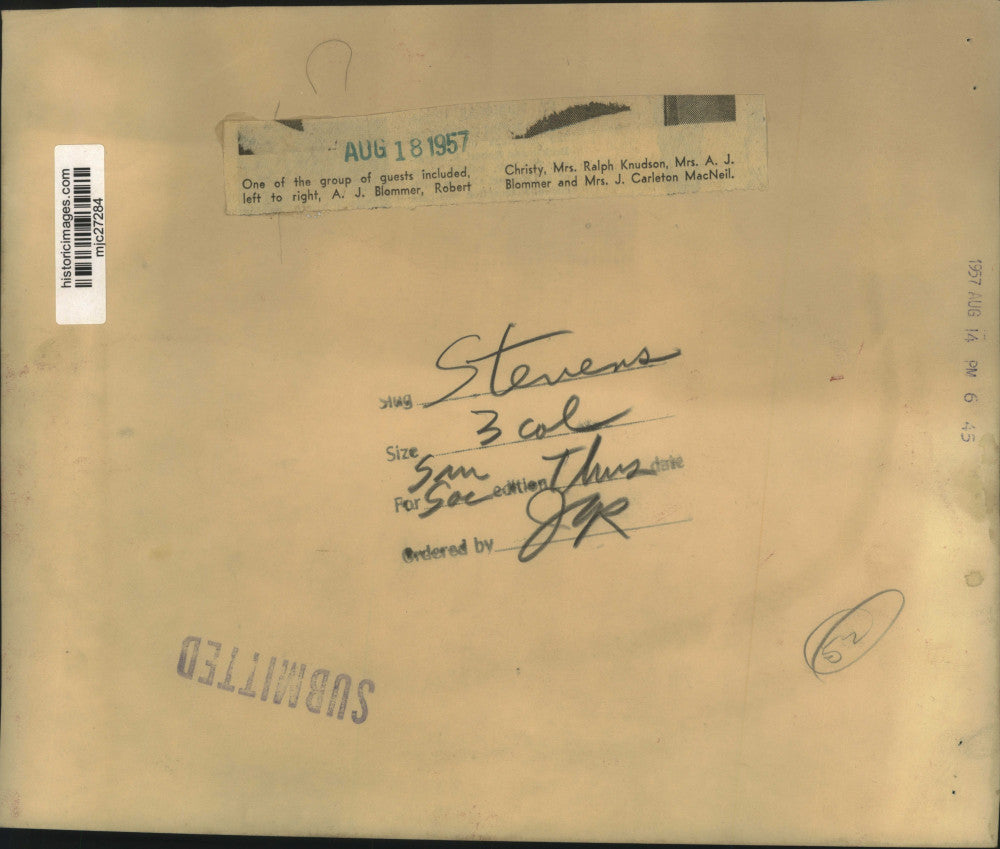 AUG 18 1957
One of the group of guests included,
left to right, A. J. Blommer, Robert
Christy, Mrs. Ralph Knudson, Mrs. A. J.
Blommer and Mrs. J. Carleton MacNeil.
historicimages.com
mjc27284
1957 AUG 14 PM 6 45
Slug Stevens
Size 3 col
For Sun Soc edition Thurs date
Ordered by
SUBMITTED